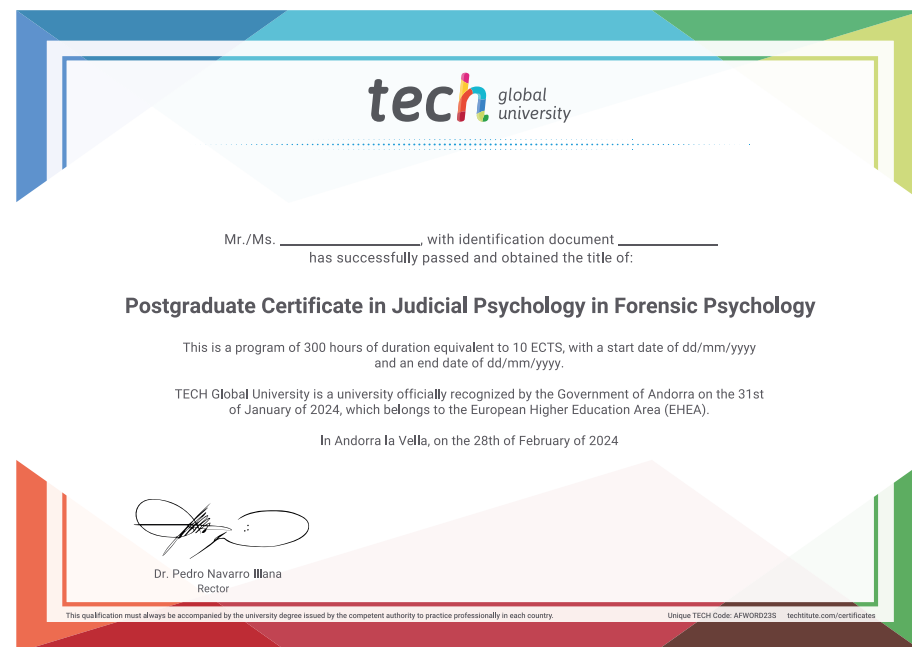 tech global
university
Mr./Ms. ____________, with identification document ____________
has successfully passed and obtained the title of:
Postgraduate Certificate in Judicial Psychology in Forensic Psychology
This is a program of 300 hours of duration equivalent to 10 ECTS, with a start date of dd/mm/yyyy
and an end date of dd/mm/yyyy.
TECH Global University is a university officially recognized by the Government of Andorra on the 31st
of January of 2024, which belongs to the European Higher Education Area (EHEA).
In Andorra la Vella, on the 28th of February of 2024
Dr. Pedro Navarro Illana
Rector
This qualification must always be accompanied by the university degree issued by the competent authority to practice professionally in each country.
Unique TECH Code: AFWORD23S techtitute.com/certificates